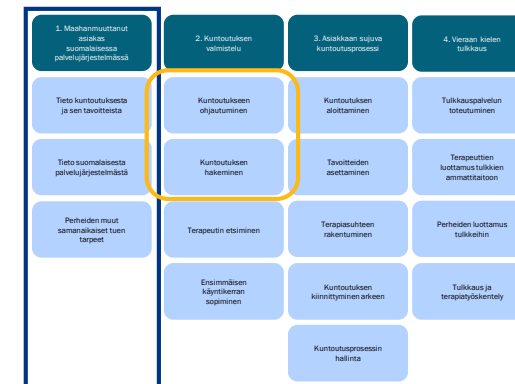 1. Maahanmuuttanut
asiakas
suomalaisessa
palvelujärjestelmässä
Tieto kuntoutuksesta
ja sen tavoitteista
Tieto suomalaisesta
palvelujärjestelmästä
Perheiden muut
samanaikaiset tuen
tarpeet
2. Kuntoutuksen
valmistelu
Kuntoutukseen
ohjautuminen
Kuntoutuksen
hakeminen
Terapeutin etsiminen
Ensimmäisen
käyntikerran
sopiminen
3. Asiakkaan sujuva
kuntoutusprosessi
Kuntoutuksen
aloittaminen
Tavoitteiden
asettaminen
Terapiasuhteen
rakentuminen
Kuntoutuksen
kiinnittyminen arkeen
Kuntoutusprosessin
hallinta
4. Vieraan kielen
tulkkaus
Tulkkauspalvelun
toteutuminen
Terapeuttien
luottamus tulkkien
ammattitaitoon
Perheiden luottamus
tulkkeihin
Tulkkaus ja
terapiatyöskentely